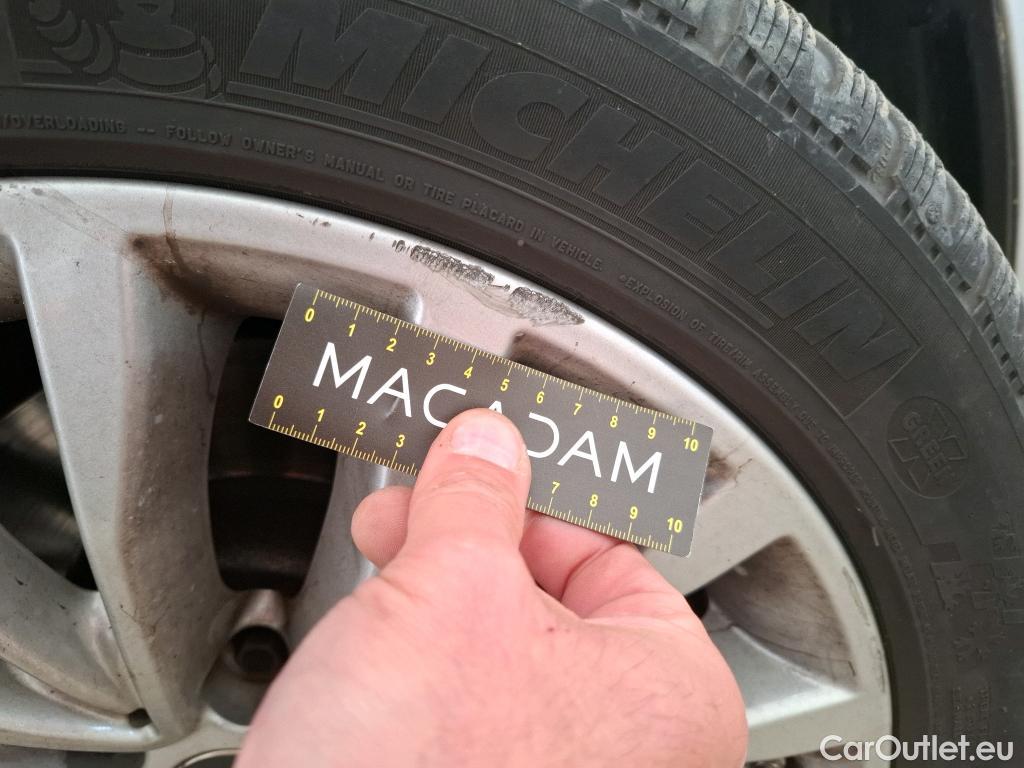 MICHELIN
/OVERLOADING -- FOLLOW OWNER'S MANUAL OR TIRE PLACARD IN VEHICLE. •EXPLOSION OF TIRE/RIM ASSEMBLY
GREEN X
0 1 2 3 4 5 6 7 8 9 10
MACADAM
0 1 2 3 7 8 9 10
CarOutlet.eu